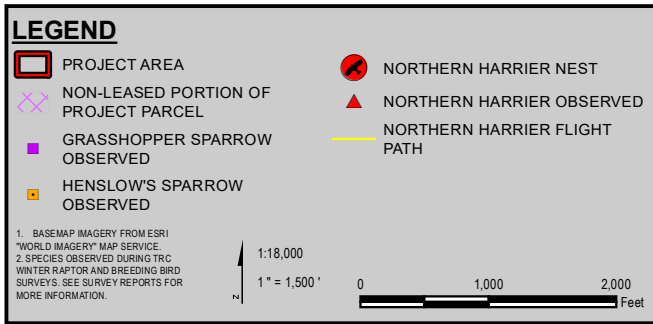 LEGEND
PROJECT AREA
NON-LEASED PORTION OF
PROJECT PARCEL
GRASSHOPPER SPARROW
OBSERVED
HENSLOW'S SPARROW
OBSERVED
NORTHERN HARRIER NEST
NORTHERN HARRIER OBSERVED
NORTHERN HARRIER FLIGHT
PATH
1. BASEMAP IMAGERY FROM ESRI
"WORLD IMAGERY" MAP SERVICE.
2. SPECIES OBSERVED DURING TRC
WINTER RAPTOR AND BREEDING BIRD
SURVEYS. SEE SURVEY REPORTS FOR
MORE INFORMATION.
N
1:18,000
1 " = 1,500 '
0 1,000 2,000
Feet